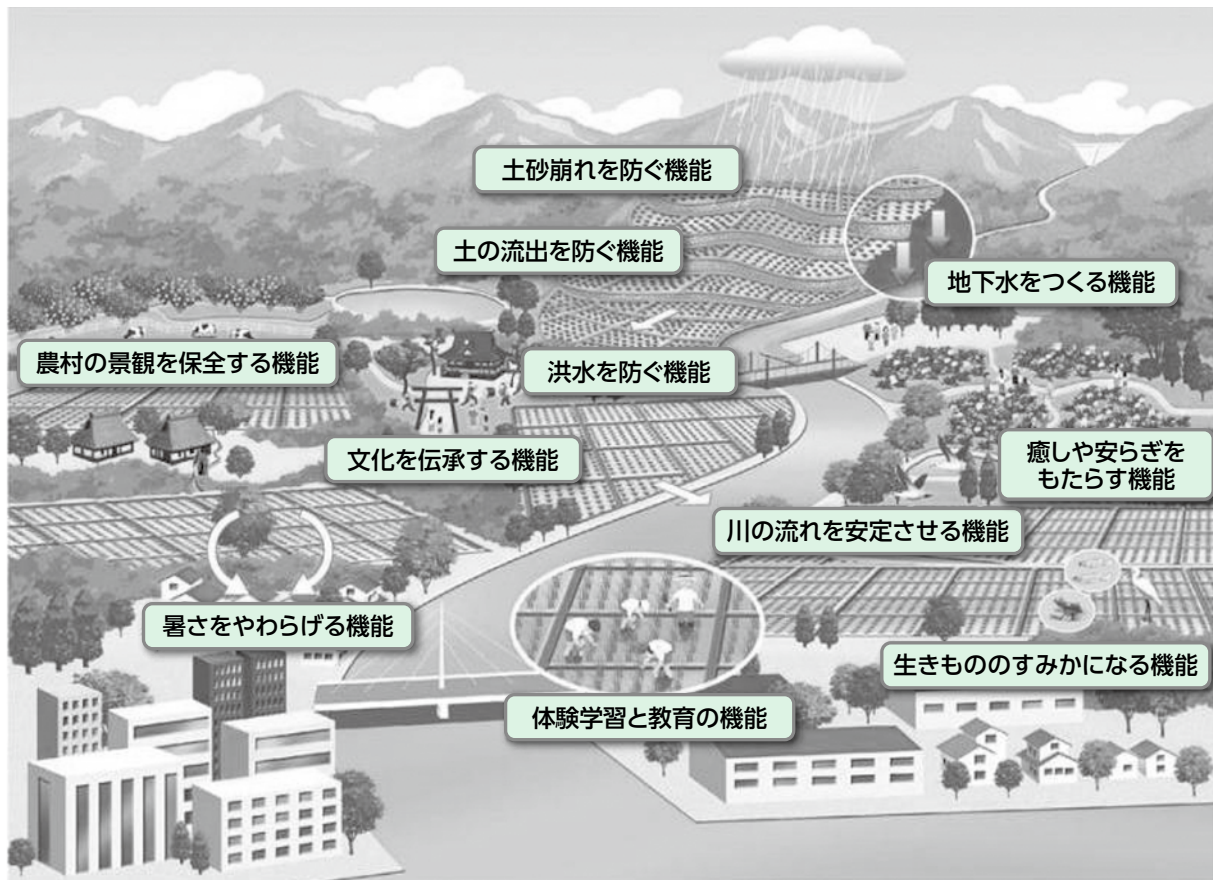 土砂崩れを防ぐ機能
土の流出を防ぐ機能
地下水をつくる機能
農村の景観を保全する機能
洪水を防ぐ機能
文化を伝承する機能
癒しや安らぎを
もたらす機能
川の流れを安定させる機能
暑さをやわらげる機能
生きもののすみかになる機能
体験学習と教育の機能